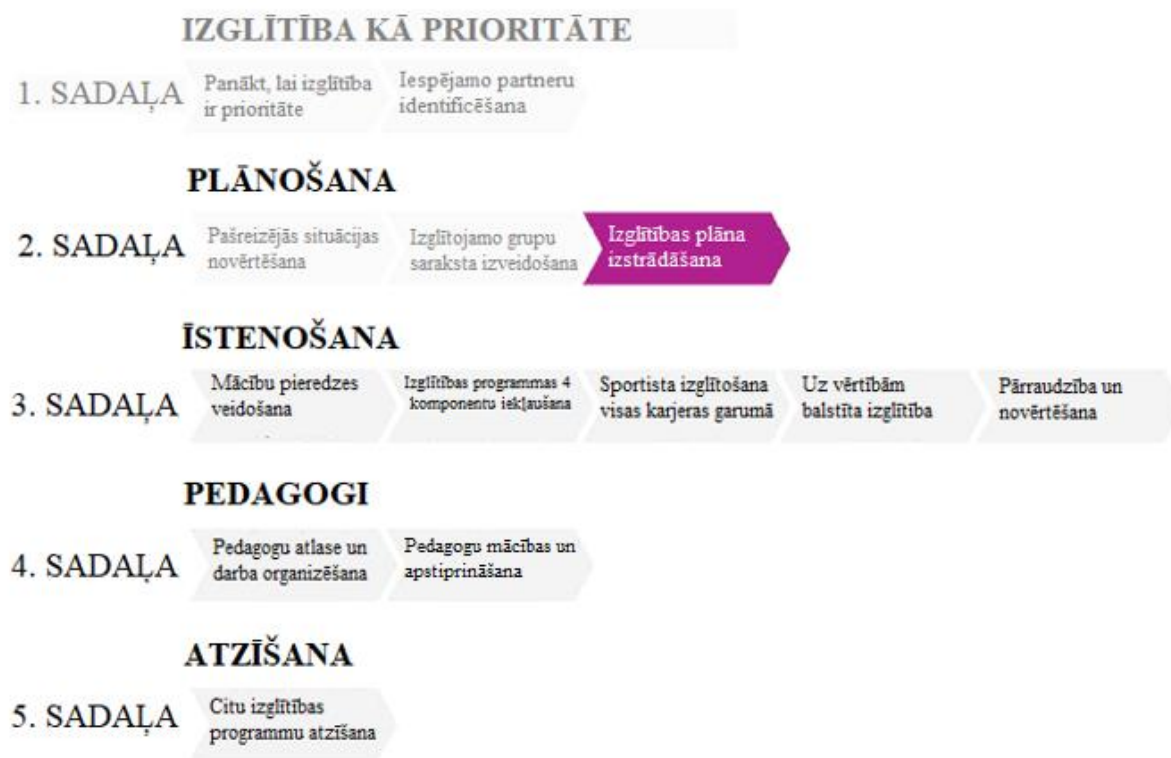 IZGLĪTĪBA KĀ PRIORITĀTE
1. SADAĻA
Panākt, lai izglītība
ir prioritāte
Iespējamo partneru
identificēšana
PLĀNOŠANA
2. SADAĻA
Pašreizējās situācijas
novērtēšana
Izglītojamo grupu
saraksta izveidošana
Izglītības plāna
izstrādāšana
ĪSTENOŠANA
3. SADAĻA
Mācību pieredzes
veidošana
Izglītības programmas 4
komponentu iekļaušana
Sportista izglītošana
visas karjeras garumā
Uz vērtībām
balstīta izglītība
Pārraudzība un
novērtēšana
PEDAGOGI
4. SADAĻA
Pedagogu atlase un
darba organizēšana
Pedagogu mācības un
apstiprināšana
ATZĪŠANA
5. SADAĻA
Citu izglītības
programmu atzīšana